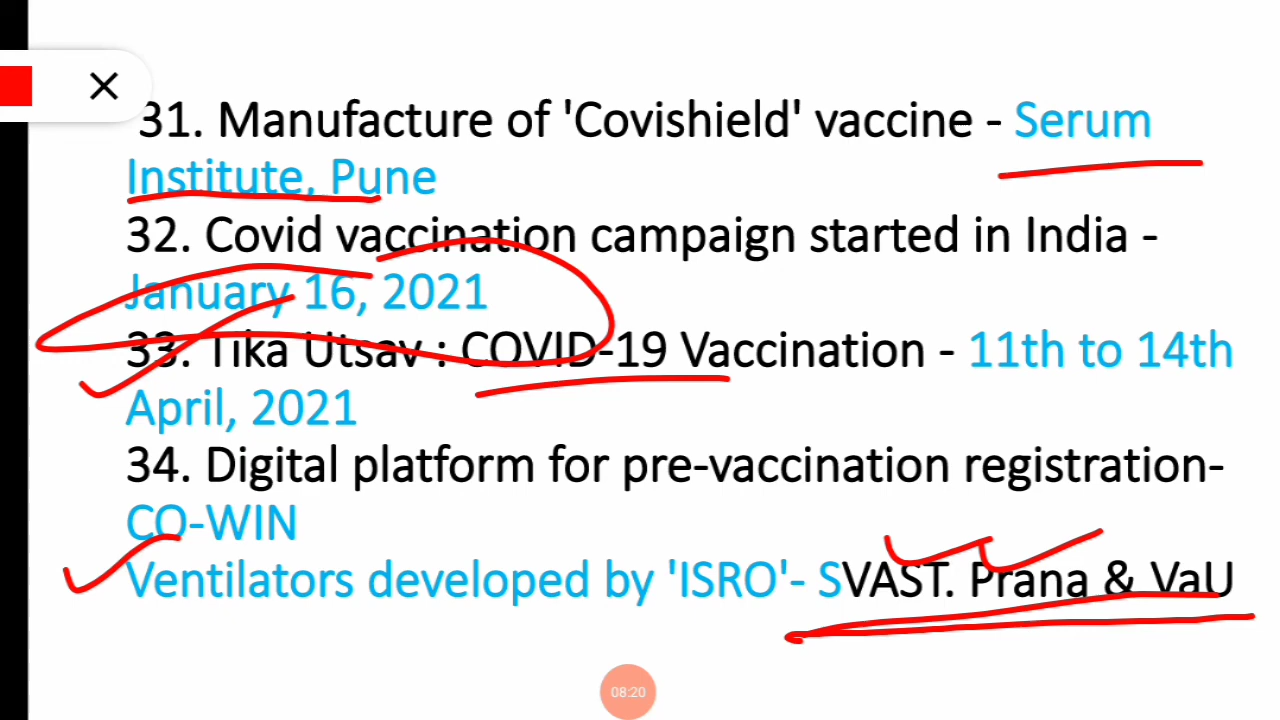 31. Manufacture of 'Covishield' vaccine - Serum
Institute, Pune
32. Covid vaccination campaign started in India -
January 16, 2021
33. Tika Utsav : COVID-19 Vaccination - 11th to 14th
April, 2021
34. Digital platform for pre-vaccination registration-
CO-WIN
Ventilators developed by 'ISRO'- SVAST. Prana & VaU
08:20